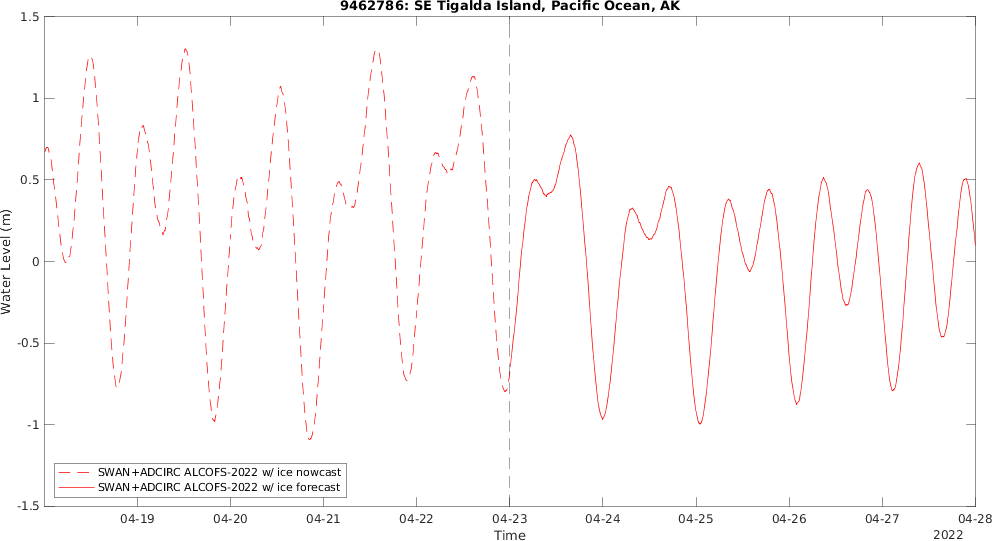 9462786: SE Tigalda Island, Pacific Ocean, AK
1.5
1
0.5
0
-0.5
-1
-1.5
Water Level (m)
SWAN+ADCIRC ALCOFS-2022 w/ ice nowcast
SWAN+ADCIRC ALCOFS-2022 w/ ice forecast
04-19 04-20 04-21 04-22 04-23 04-24 04-25 04-26 04-27 04-28
Time
2022